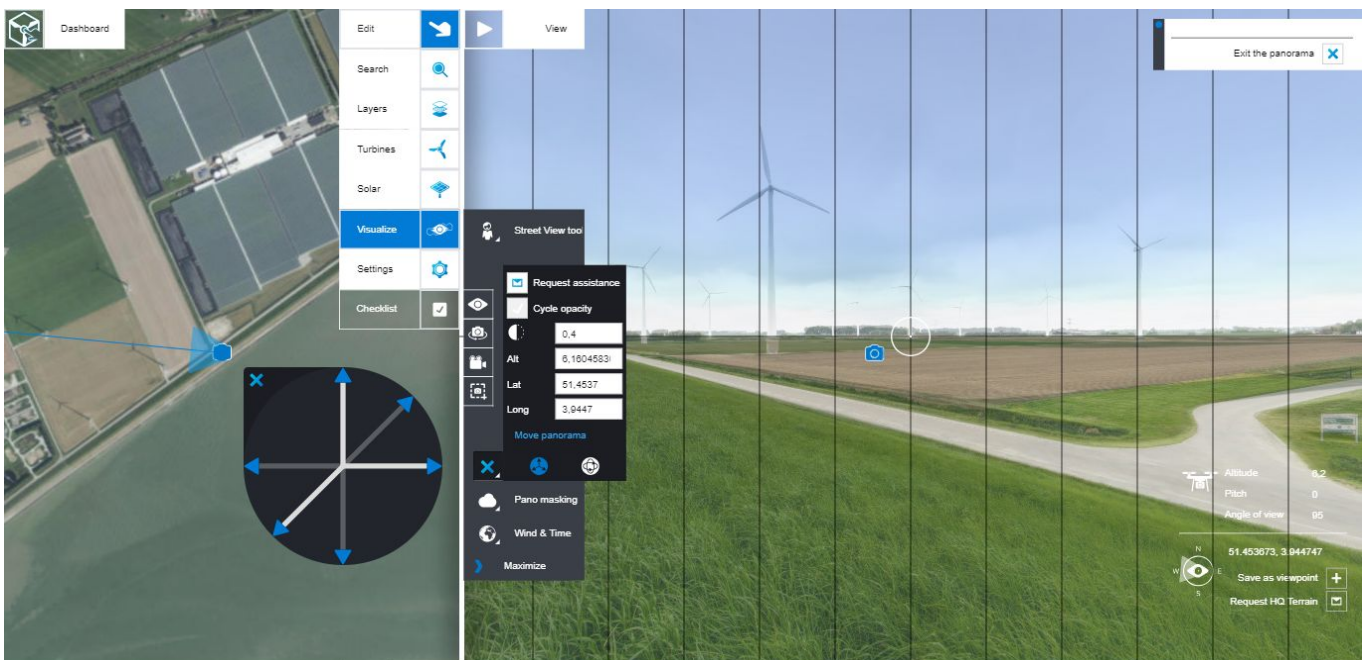 Dashboard
Edit
View
Exit the panorama
Search
Layers
Turbines
Solar
Visualize
Street View tool
Settings
Request assistance
Checklist
Cycle opacity
0,4
Alt
6,1604583
Lat
51,4537
Long
3,9447
Move panorama
Pano masking
Wind & Time
Maximize
Altitude 6,2
Pitch 0
Angle of view 95
N
W
E
S
51.453673, 3.944747
Save as viewpoint
Request HQ Terrain